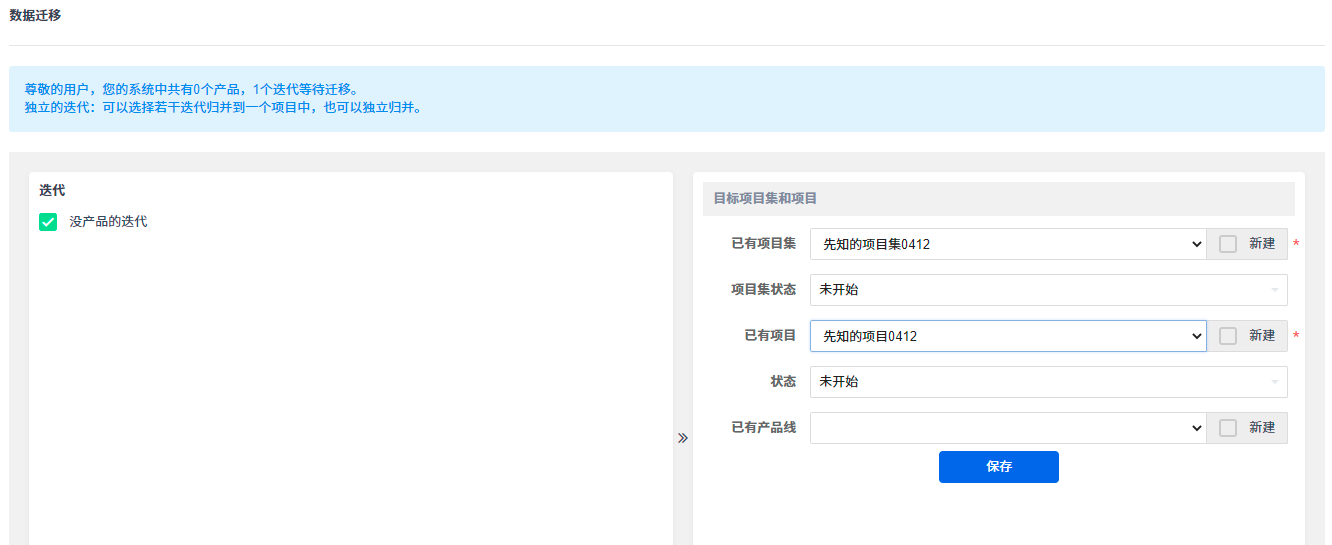 数据迁移
尊敬的用户，您的系统中共有0个产品，1个迭代等待迁移。
独立的迭代：可以选择若干迭代归并到一个项目中，也可以独立归并。
迭代
没产品的迭代
»
目标项目集和项目
已有项目集 先知的项目集0412 新建 *
项目集状态 未开始
已有项目 先知的项目0412 新建 *
状态 未开始
已有产品线 新建
保存